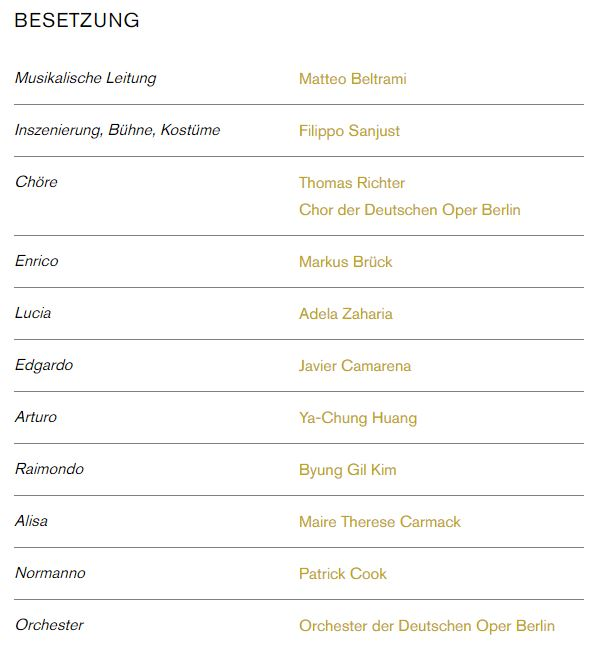 BESETZUNG
Musikalische Leitung Matteo Beltrami
Inszenierung, Bühne, Kostüme Filippo Sanjust
Chöre Thomas Richter
Chor der Deutschen Oper Berlin
Enrico Markus Brück
Lucia Adela Zaharia
Edgardo Javier Camarena
Arturo Ya-Chung Huang
Raimondo Byung Gil Kim
Alisa Maire Therese Carmack
Normanno Patrick Cook
Orchester Orchester der Deutschen Oper Berlin